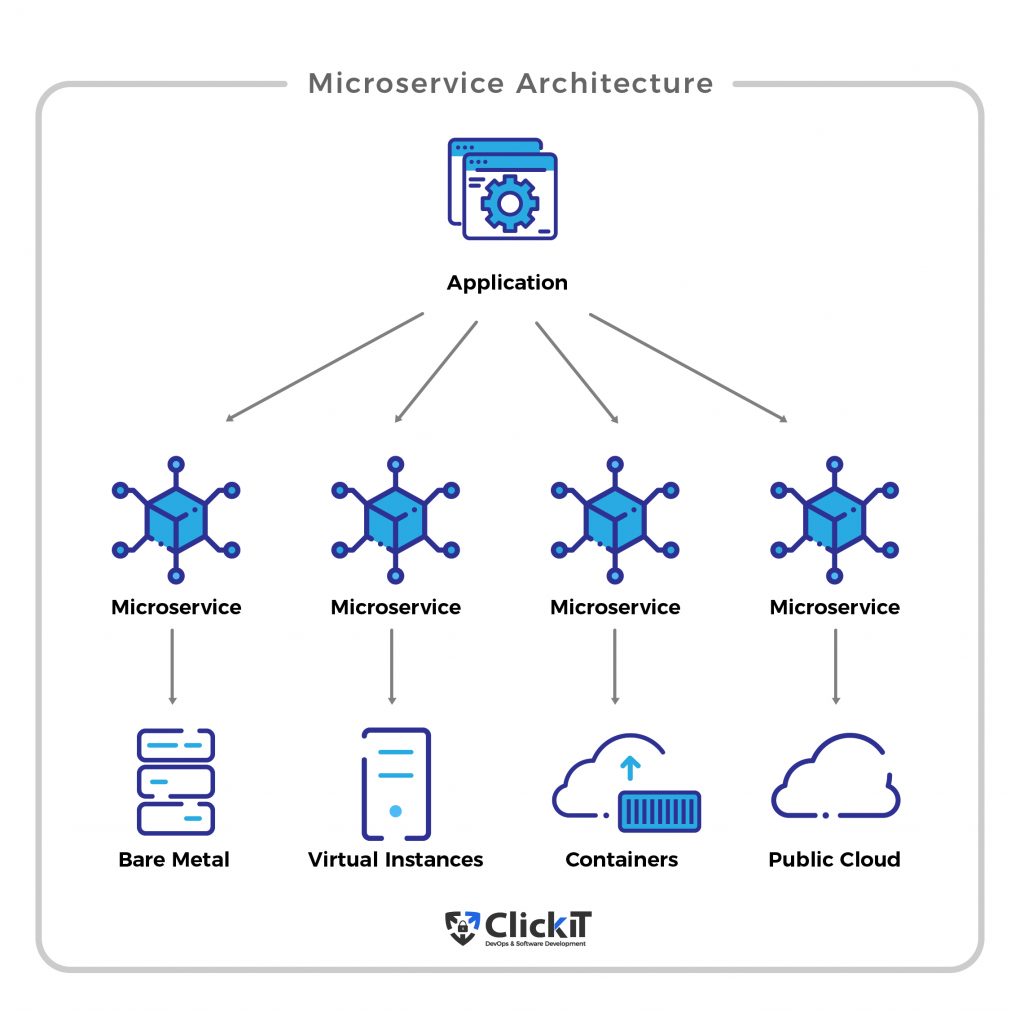 Microservice Architecture
Application
Microservice
Microservice
Microservice
Microservice
Bare Metal
Virtual Instances
Containers
Public Cloud
ClickIT
DevOps & Software Development